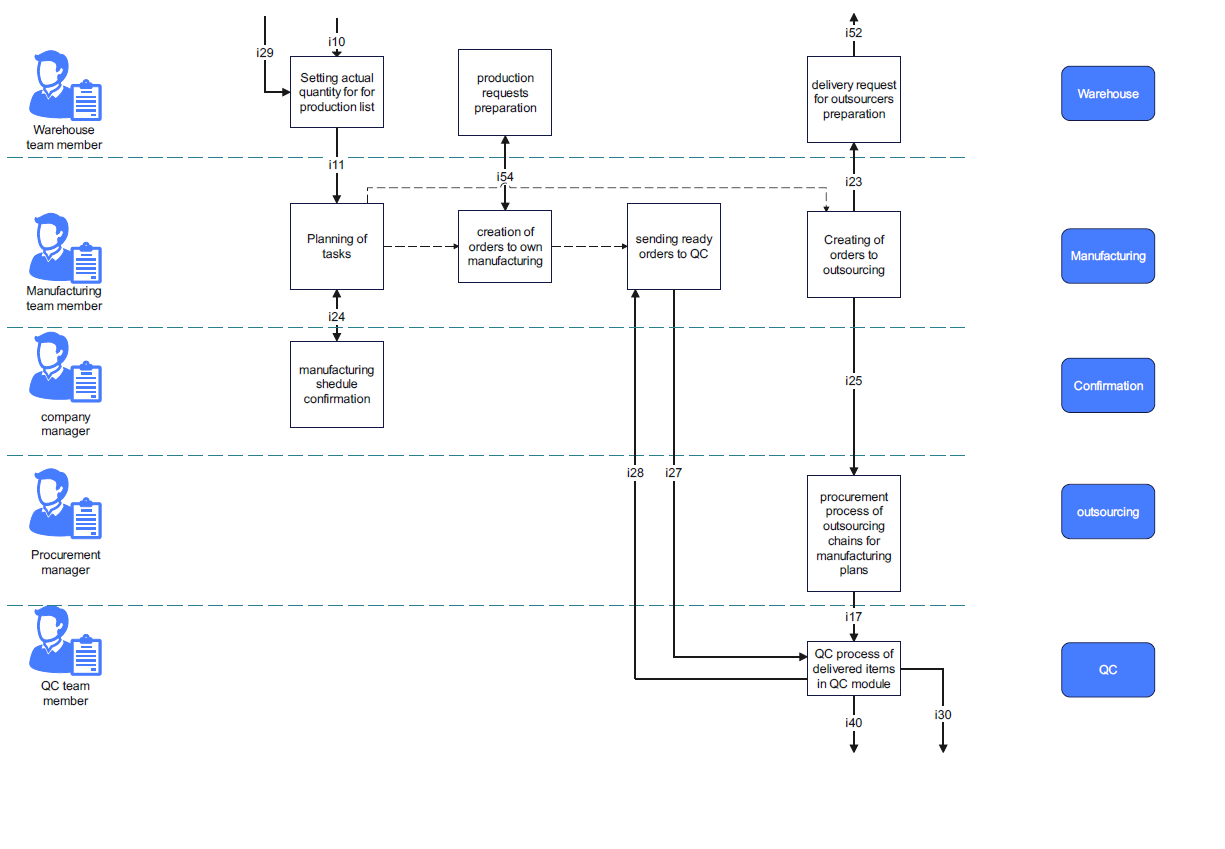 i29
i10
i52
Setting actual
quantity for for
production list
production
requests
preparation
delivery request
for outsourcers
preparation
Warehouse
Warehouse
team member
i11
i54
i23
Planning of
tasks
creation of
orders to own
manufacturing
sending ready
orders to QC
Creating of
orders to
outsourcing
Manufacturing
Manufacturing
team member
i24
manufacturing
shedule
confirmation
i25
Confirmation
company
manager
i28
i27
procurement
process of
outsourcing
chains for
manufacturing
plans
outsourcing
Procurement
manager
i17
QC process of
delivered items
in QC module
QC
QC team
member
i40
i30